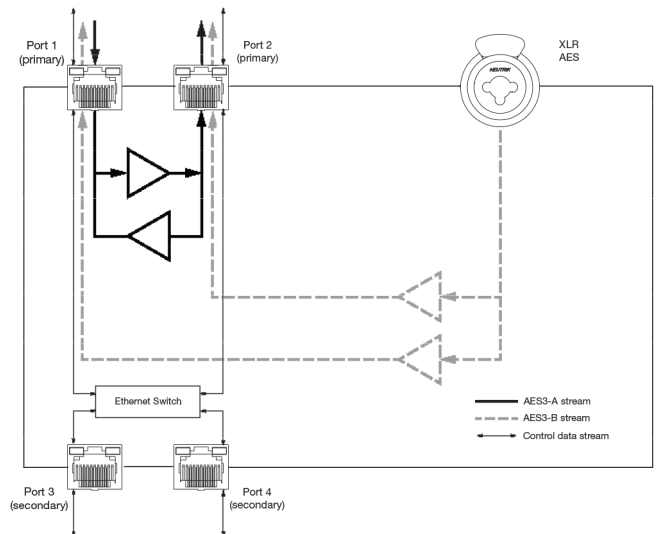 Port 1
(primary)
Port 2
(primary)
XLR
AES
NEUTRIK
Ethernet Switch
AES3-A stream
AES3-B stream
Control data stream
Port 3
(secondary)
Port 4
(secondary)